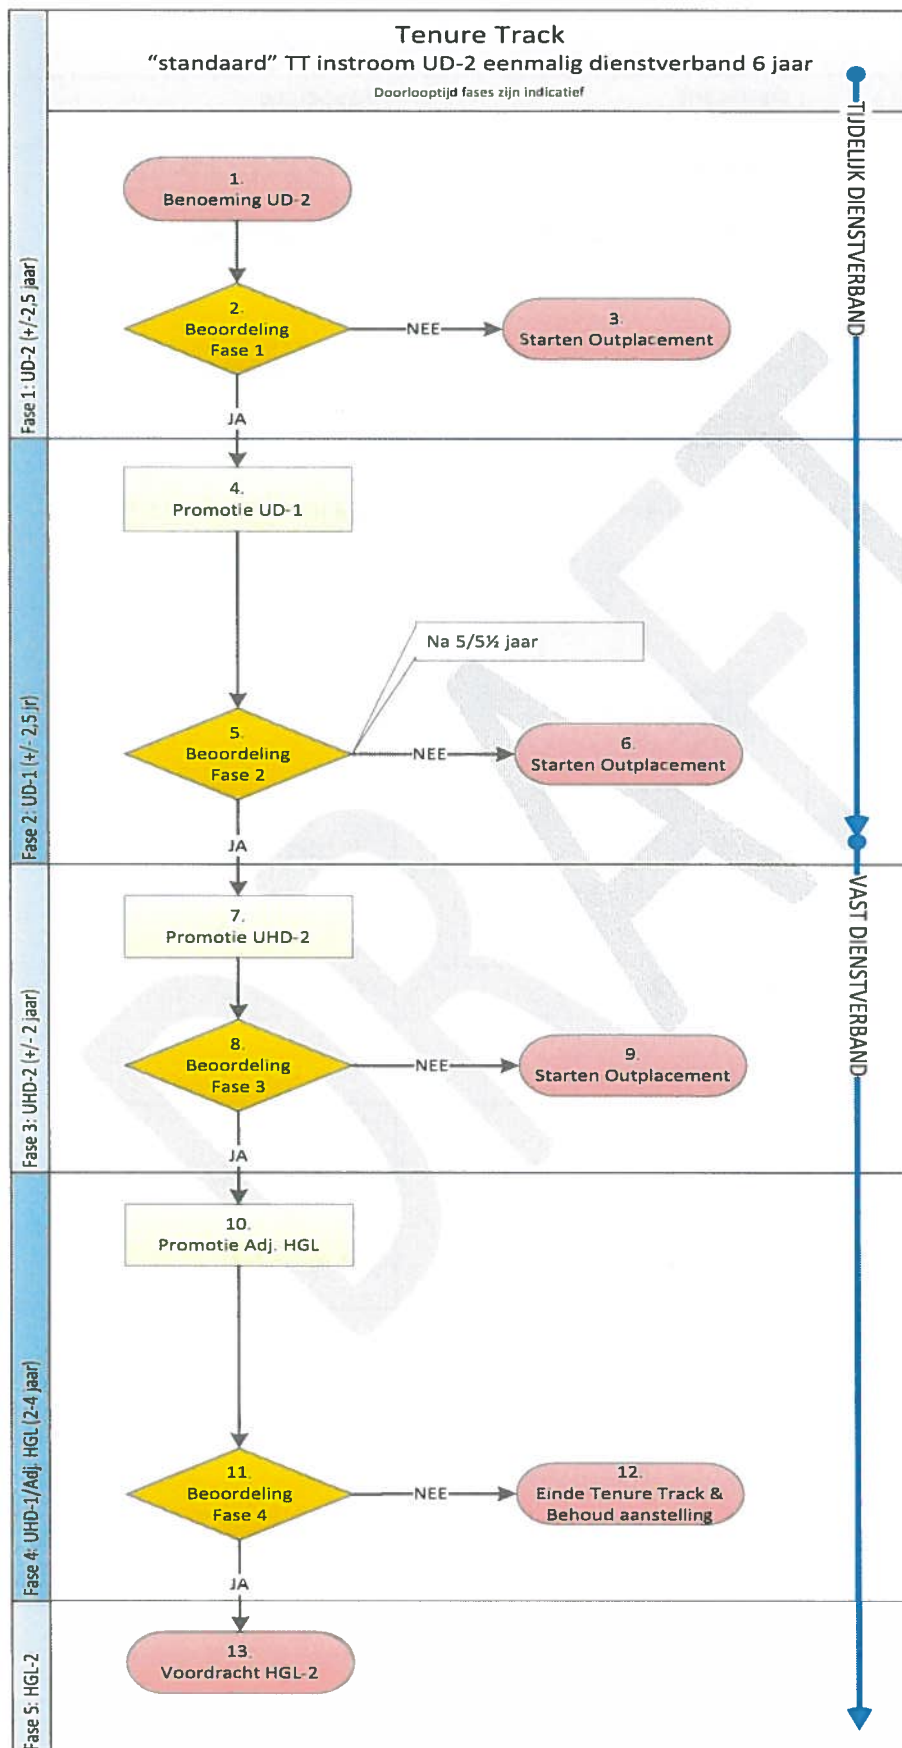 Tenure Track
“standaard” TT instroom UD-2 eenmalig dienstverband 6 jaar
Doorlooptijd fases zijn indicatief
TIJDELIJK DIENSTVERBAND
Fase 1: UD-2 (+/-2,5 jaar)
1.
Benoeming UD-2
2.
Beoordeling
Fase 1
NEE
3.
Starten Outplacement
JA
Fase 2: UD-1 (+/- 2,5 jr)
4.
Promotie UD-1
Na 5/5½ jaar
5.
Beoordeling
Fase 2
NEE
6.
Starten Outplacement
JA
VAST DIENSTVERBAND
Fase 3: UHD-2 (+/- 2 jaar)
7.
Promotie UHD-2
8.
Beoordeling
Fase 3
NEE
9.
Starten Outplacement
JA
Fase 4: UHD-1/Adj. HGL (2-4 jaar)
10.
Promotie Adj. HGL
11.
Beoordeling
Fase 4
NEE
12.
Einde Tenure Track &
Behoud aanstelling
JA
Fase 5: HGL-2
13.
Voordracht HGL-2
DRAFT